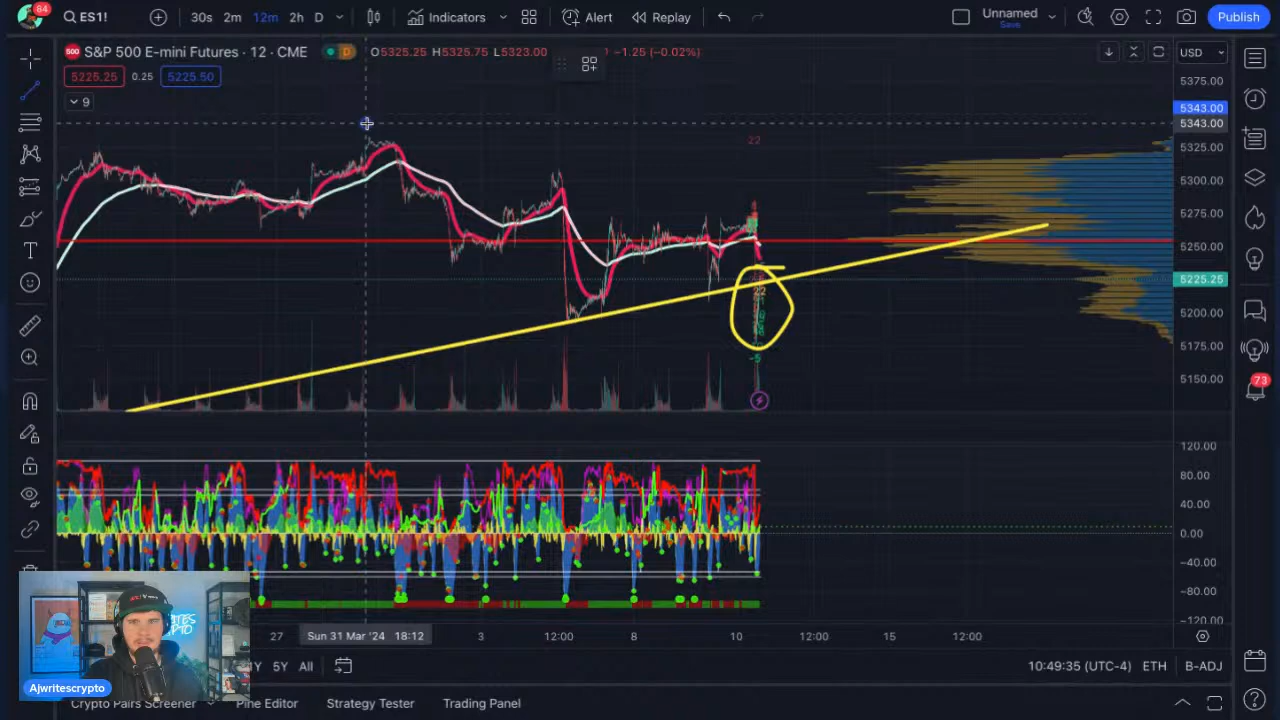 84
ES1!
30s 2m 12m 2h D
Indicators
Alert
Replay
Unnamed
Save
Publish
500 S&P 500 E-mini Futures · 12 · CME
D
O5325.25 H5325.75 L5323.00
−1.25 (−0.02%)
USD
5225.25 0.25 5225.50
9
5375.00
5343.00
5343.00
5325.00
5300.00
5275.00
5250.00
5225.25
5200.00
5175.00
5150.00
22
-5
73
120.00
80.00
40.00
0.00
−40.00
−80.00
−120.00
27 Sun 31 Mar '24 18:12 3 12:00 8 10 12:00 15 12:00
Y 5Y All
10:49:35 (UTC-4) ETH B-ADJ
Ajwritescrypto
Crypto Pairs Screener Pine Editor Strategy Tester Trading Panel